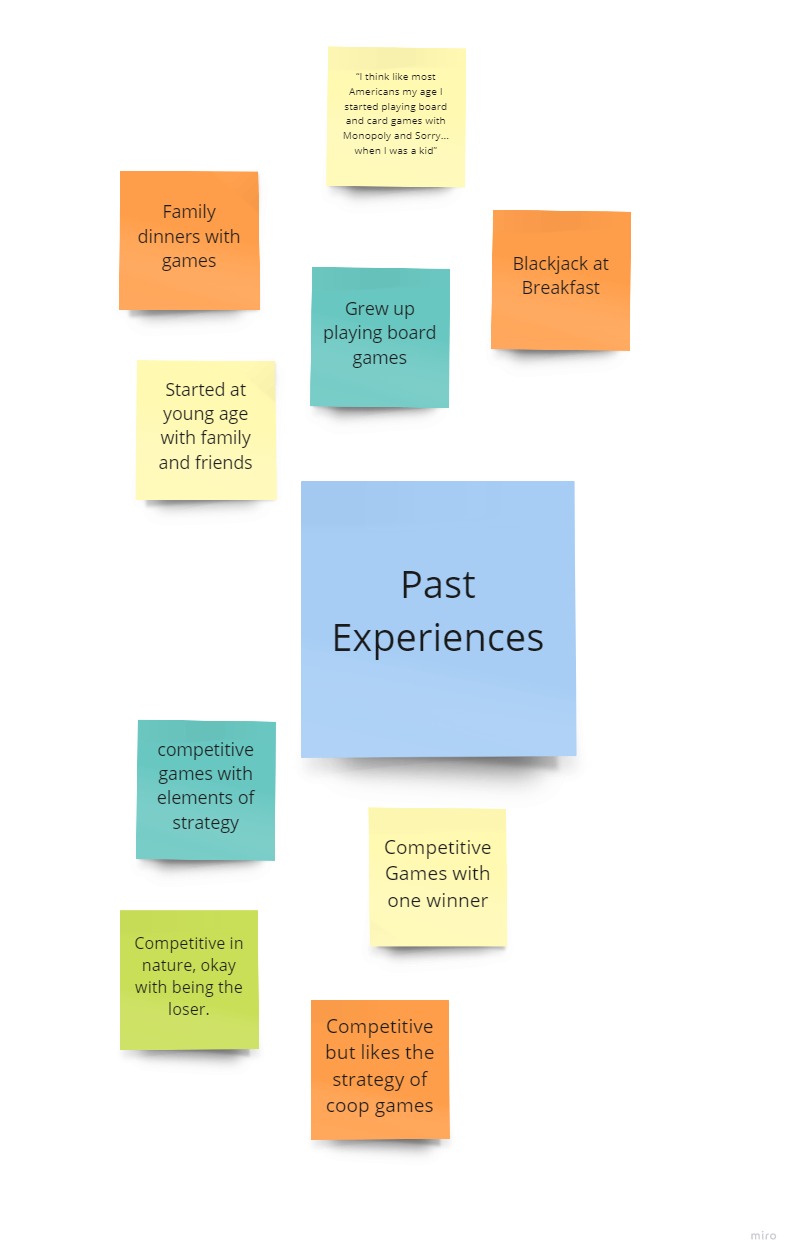 "I think like most
Americans my age I
started playing board
and card games with
Monopoly and Sorry...
when I was a kid"
Family
dinners with
games
Blackjack at
Breakfast
Grew up
playing board
games
Started at
young age
with family
and friends
Past
Experiences
competitive
games with
elements of
strategy
Competitive
Games with
one winner
Competitive in
nature, okay
with being the
loser.
Competitive
but likes the
strategy of
coop games
miro